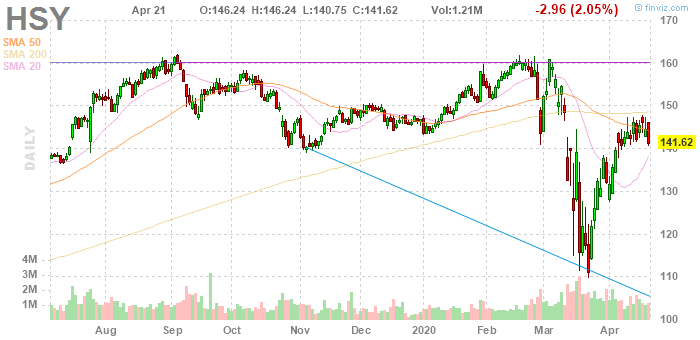 HSY
Apr 21 O:146.24 H:146.24 L:140.75 C:141.62 Vol:1.21M -2.96 (2.05%)
© finviz.com
SMA 50
SMA 200
SMA 20
DAILY
170
160
150
140
130
120
110
100
141.62
4M
3M
2M
1M
Aug Sep Oct Nov Dec 2020 Feb Mar Apr